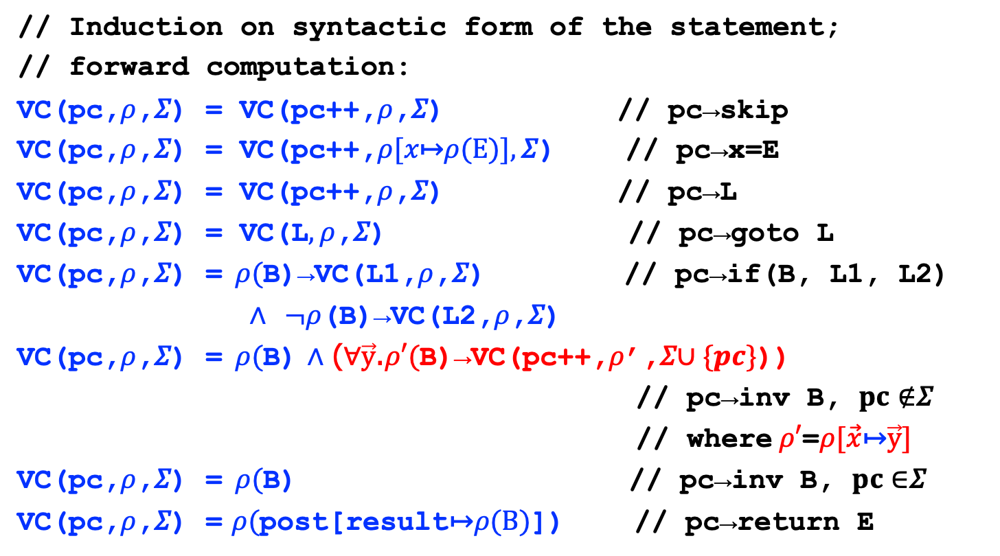 // Induction on syntactic form of the statement;
// forward computation:
VC(pc,ρ,Σ) = VC(pc++,ρ,Σ) // pc→skip
VC(pc,ρ,Σ) = VC(pc++,ρ[x↦ρ(E)],Σ) // pc→x=E
VC(pc,ρ,Σ) = VC(pc++,ρ,Σ) // pc→L
VC(pc,ρ,Σ) = VC(L,ρ,Σ) // pc→goto L
VC(pc,ρ,Σ) = ρ(B)→VC(L1,ρ,Σ) // pc→if(B, L1, L2)
∧ ¬ρ(B)→VC(L2,ρ,Σ)
VC(pc,ρ,Σ) = ρ(B) ∧ (∀y⃗.ρ′(B)→VC(pc++,ρ′,Σ∪ {pc}))
// pc→inv B, pc ∉Σ
// where ρ′=ρ[x⃗↦y⃗]
VC(pc,ρ,Σ) = ρ(B) // pc→inv B, pc ∈Σ
VC(pc,ρ,Σ) = ρ(post[result↦ρ(B)]) // pc→return E